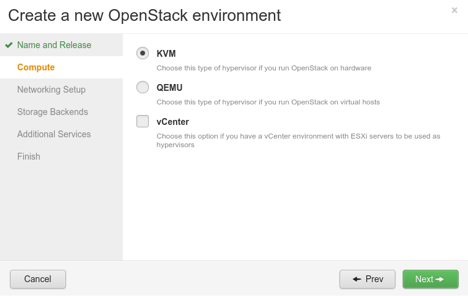 Create a new OpenStack environment
Name and Release
Compute
Networking Setup
Storage Backends
Additional Services
Finish
KVM
Choose this type of hypervisor if you run OpenStack on hardware
QEMU
Choose this type of hypervisor if you run OpenStack on virtual hosts
vCenter
Choose this option if you have a vCenter environment with ESXi servers to be used as
hypervisors
Cancel
Prev
Next